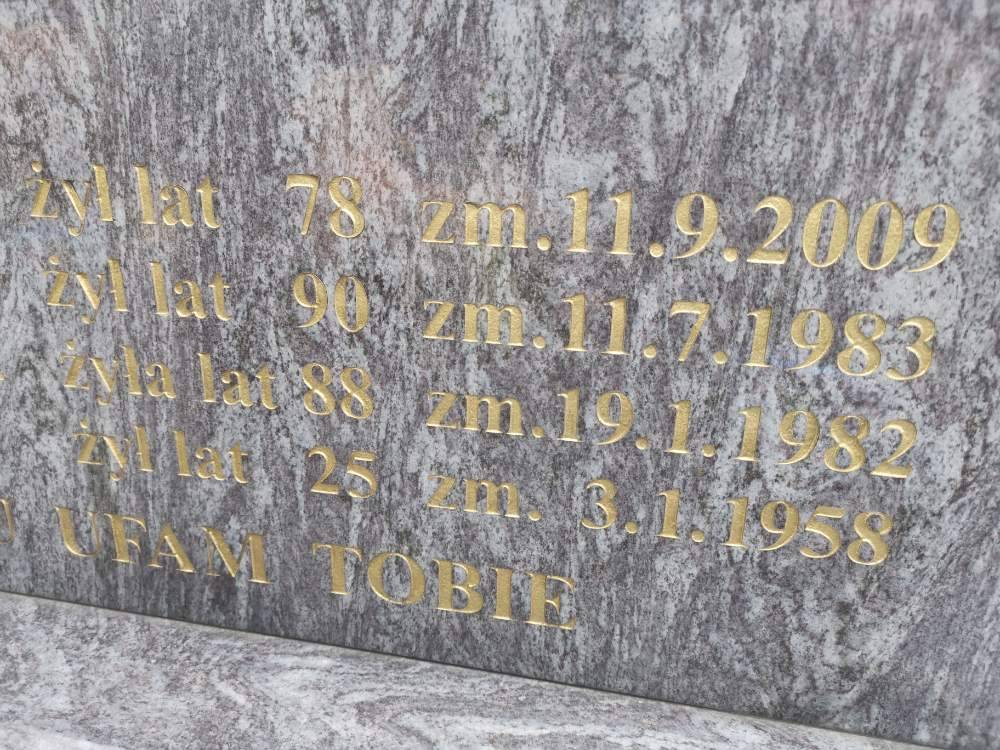 żył lat 78 zm. 11.9.2009
żył lat 90 zm. 11.7.1983
żyła lat 88 zm. 19.1.1982
żył lat 25 zm. 3.1.1958
UFAM TOBIE